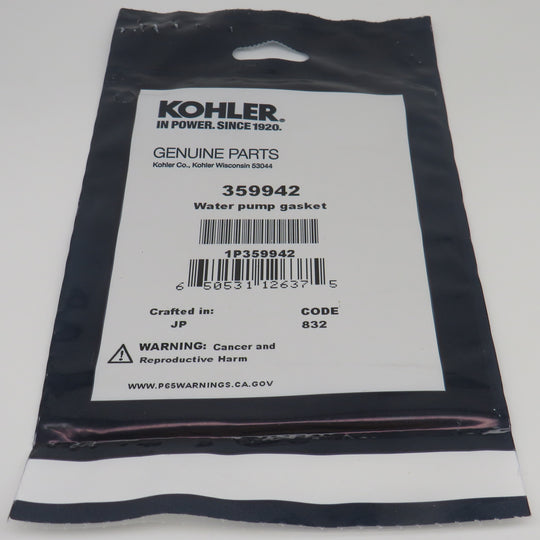 KOHLER®
IN POWER. SINCE 1920.
GENUINE PARTS
Kohler Co., Kohler Wisconsin 53044
359942
Water pump gasket
1P359942
6 50531 12637 5
Crafted in: CODE
JP 832
WARNING: Cancer and
Reproductive Harm
WWW.P65WARNINGS.CA.GOV